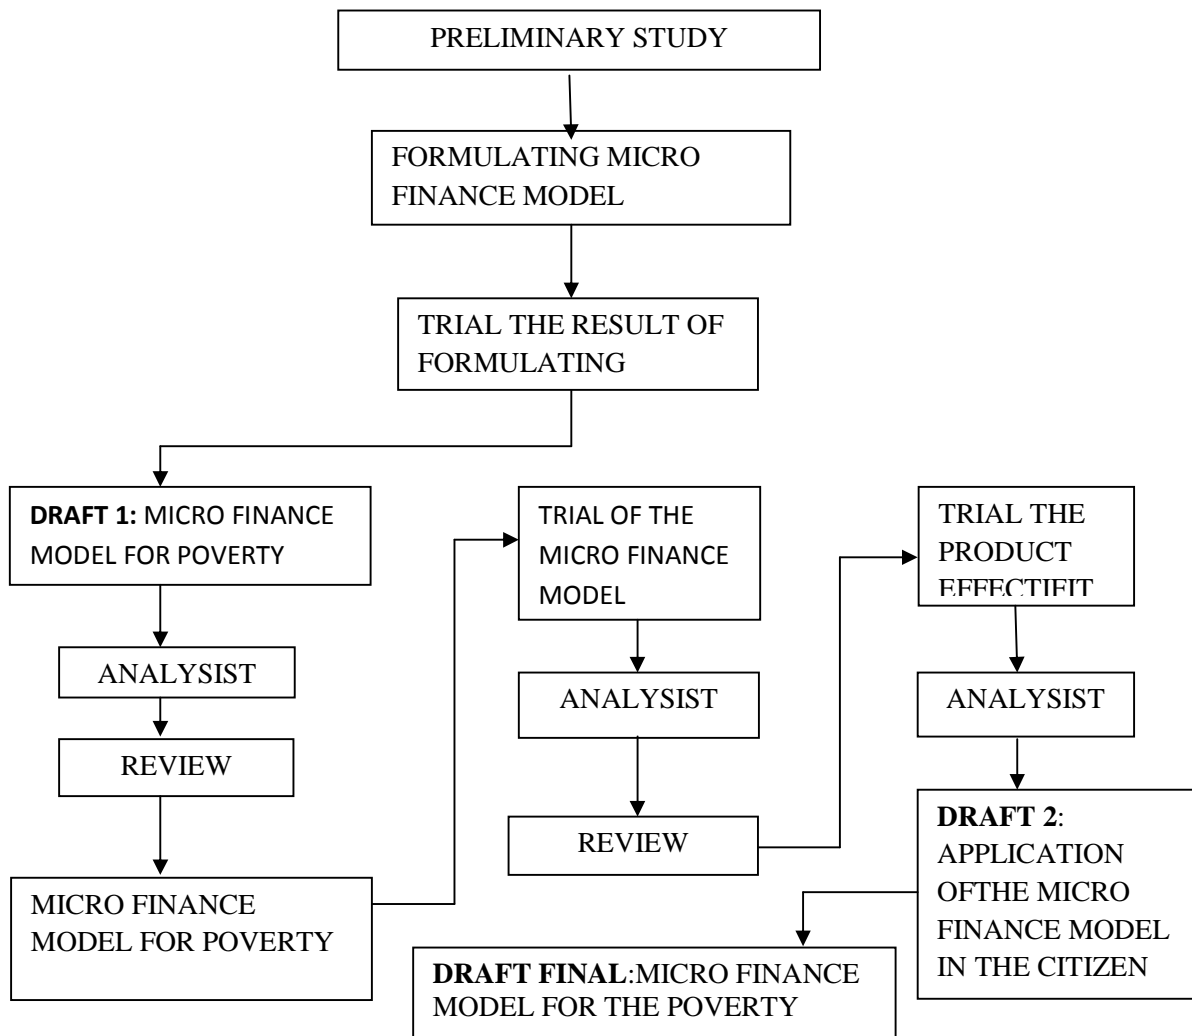 PRELIMINARY STUDY
FORMULATING MICRO
FINANCE MODEL
TRIAL THE RESULT OF
FORMULATING
DRAFT 1: MICRO FINANCE
MODEL FOR POVERTY
ANALYSIST
REVIEW
MICRO FINANCE
MODEL FOR POVERTY
TRIAL OF THE
MICRO FINANCE
MODEL
ANALYSIST
REVIEW
TRIAL THE
PRODUCT
EFFECTIFIT
ANALYSIST
DRAFT 2:
APPLICATION
OFTHE MICRO
FINANCE MODEL
IN THE CITIZEN
DRAFT FINAL:MICRO FINANCE
MODEL FOR THE POVERTY